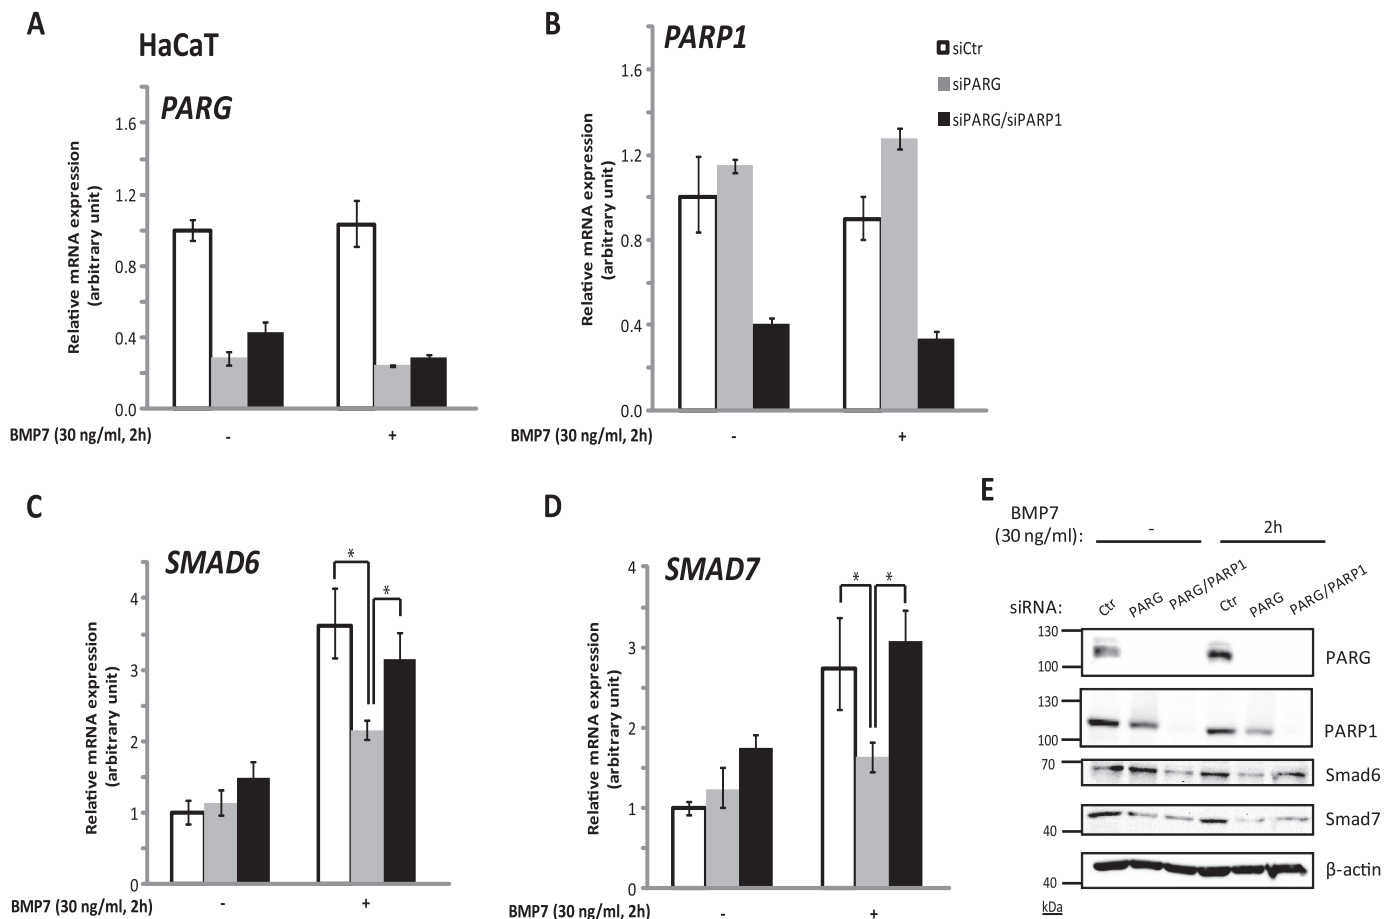 A
HaCaT
PARG
Relative mRNA expression
(arbitrary unit)
1.6
1.2
0.8
0.4
0.0
BMP7 (30 ng/ml, 2h)
-
+
B
PARP1
Relative mRNA expression
(arbitrary unit)
1.6
1.2
0.8
0.4
0.0
BMP7 (30 ng/ml, 2h)
-
+
siCtr
siPARG
siPARG/siPARP1
C
SMAD6
Relative mRNA expression
(arbitrary unit)
4
3
2
1
0
*
*
BMP7 (30 ng/ml, 2h)
-
+
D
SMAD7
Relative mRNA expression
(arbitrary unit)
4
3
2
1
0
*
*
BMP7 (30 ng/ml, 2h)
-
+
E
BMP7
(30 ng/ml):
-
2h
siRNA:
Ctr
PARG
PARG/PARP1
Ctr
PARG
PARG/PARP1
130
100
PARG
130
100
PARP1
70
Smad6
Smad7
40
β-actin
40
kDa